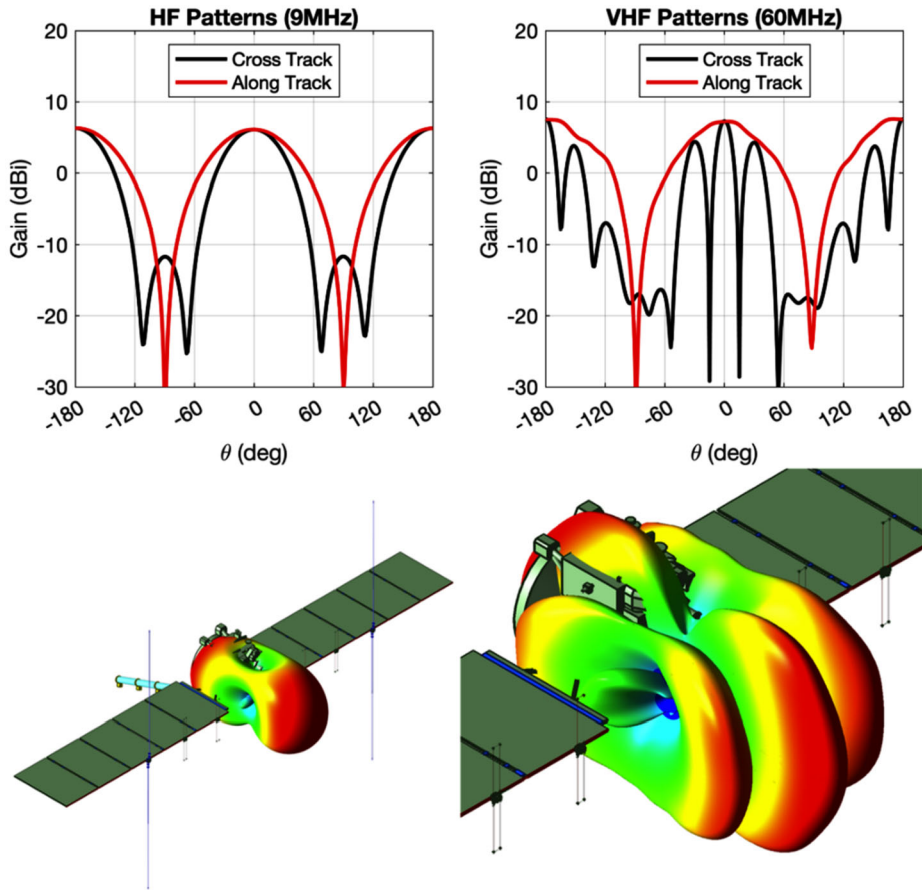 HF Patterns (9MHz)
20
10
0
-10
-20
-30
Gain (dBi)
Cross Track
Along Track
-180
-120
-60
0
60
120
180
θ (deg)
VHF Patterns (60MHz)
20
10
0
-10
-20
-30
Gain (dBi)
Cross Track
Along Track
-180
-120
-60
0
60
120
180
θ (deg)